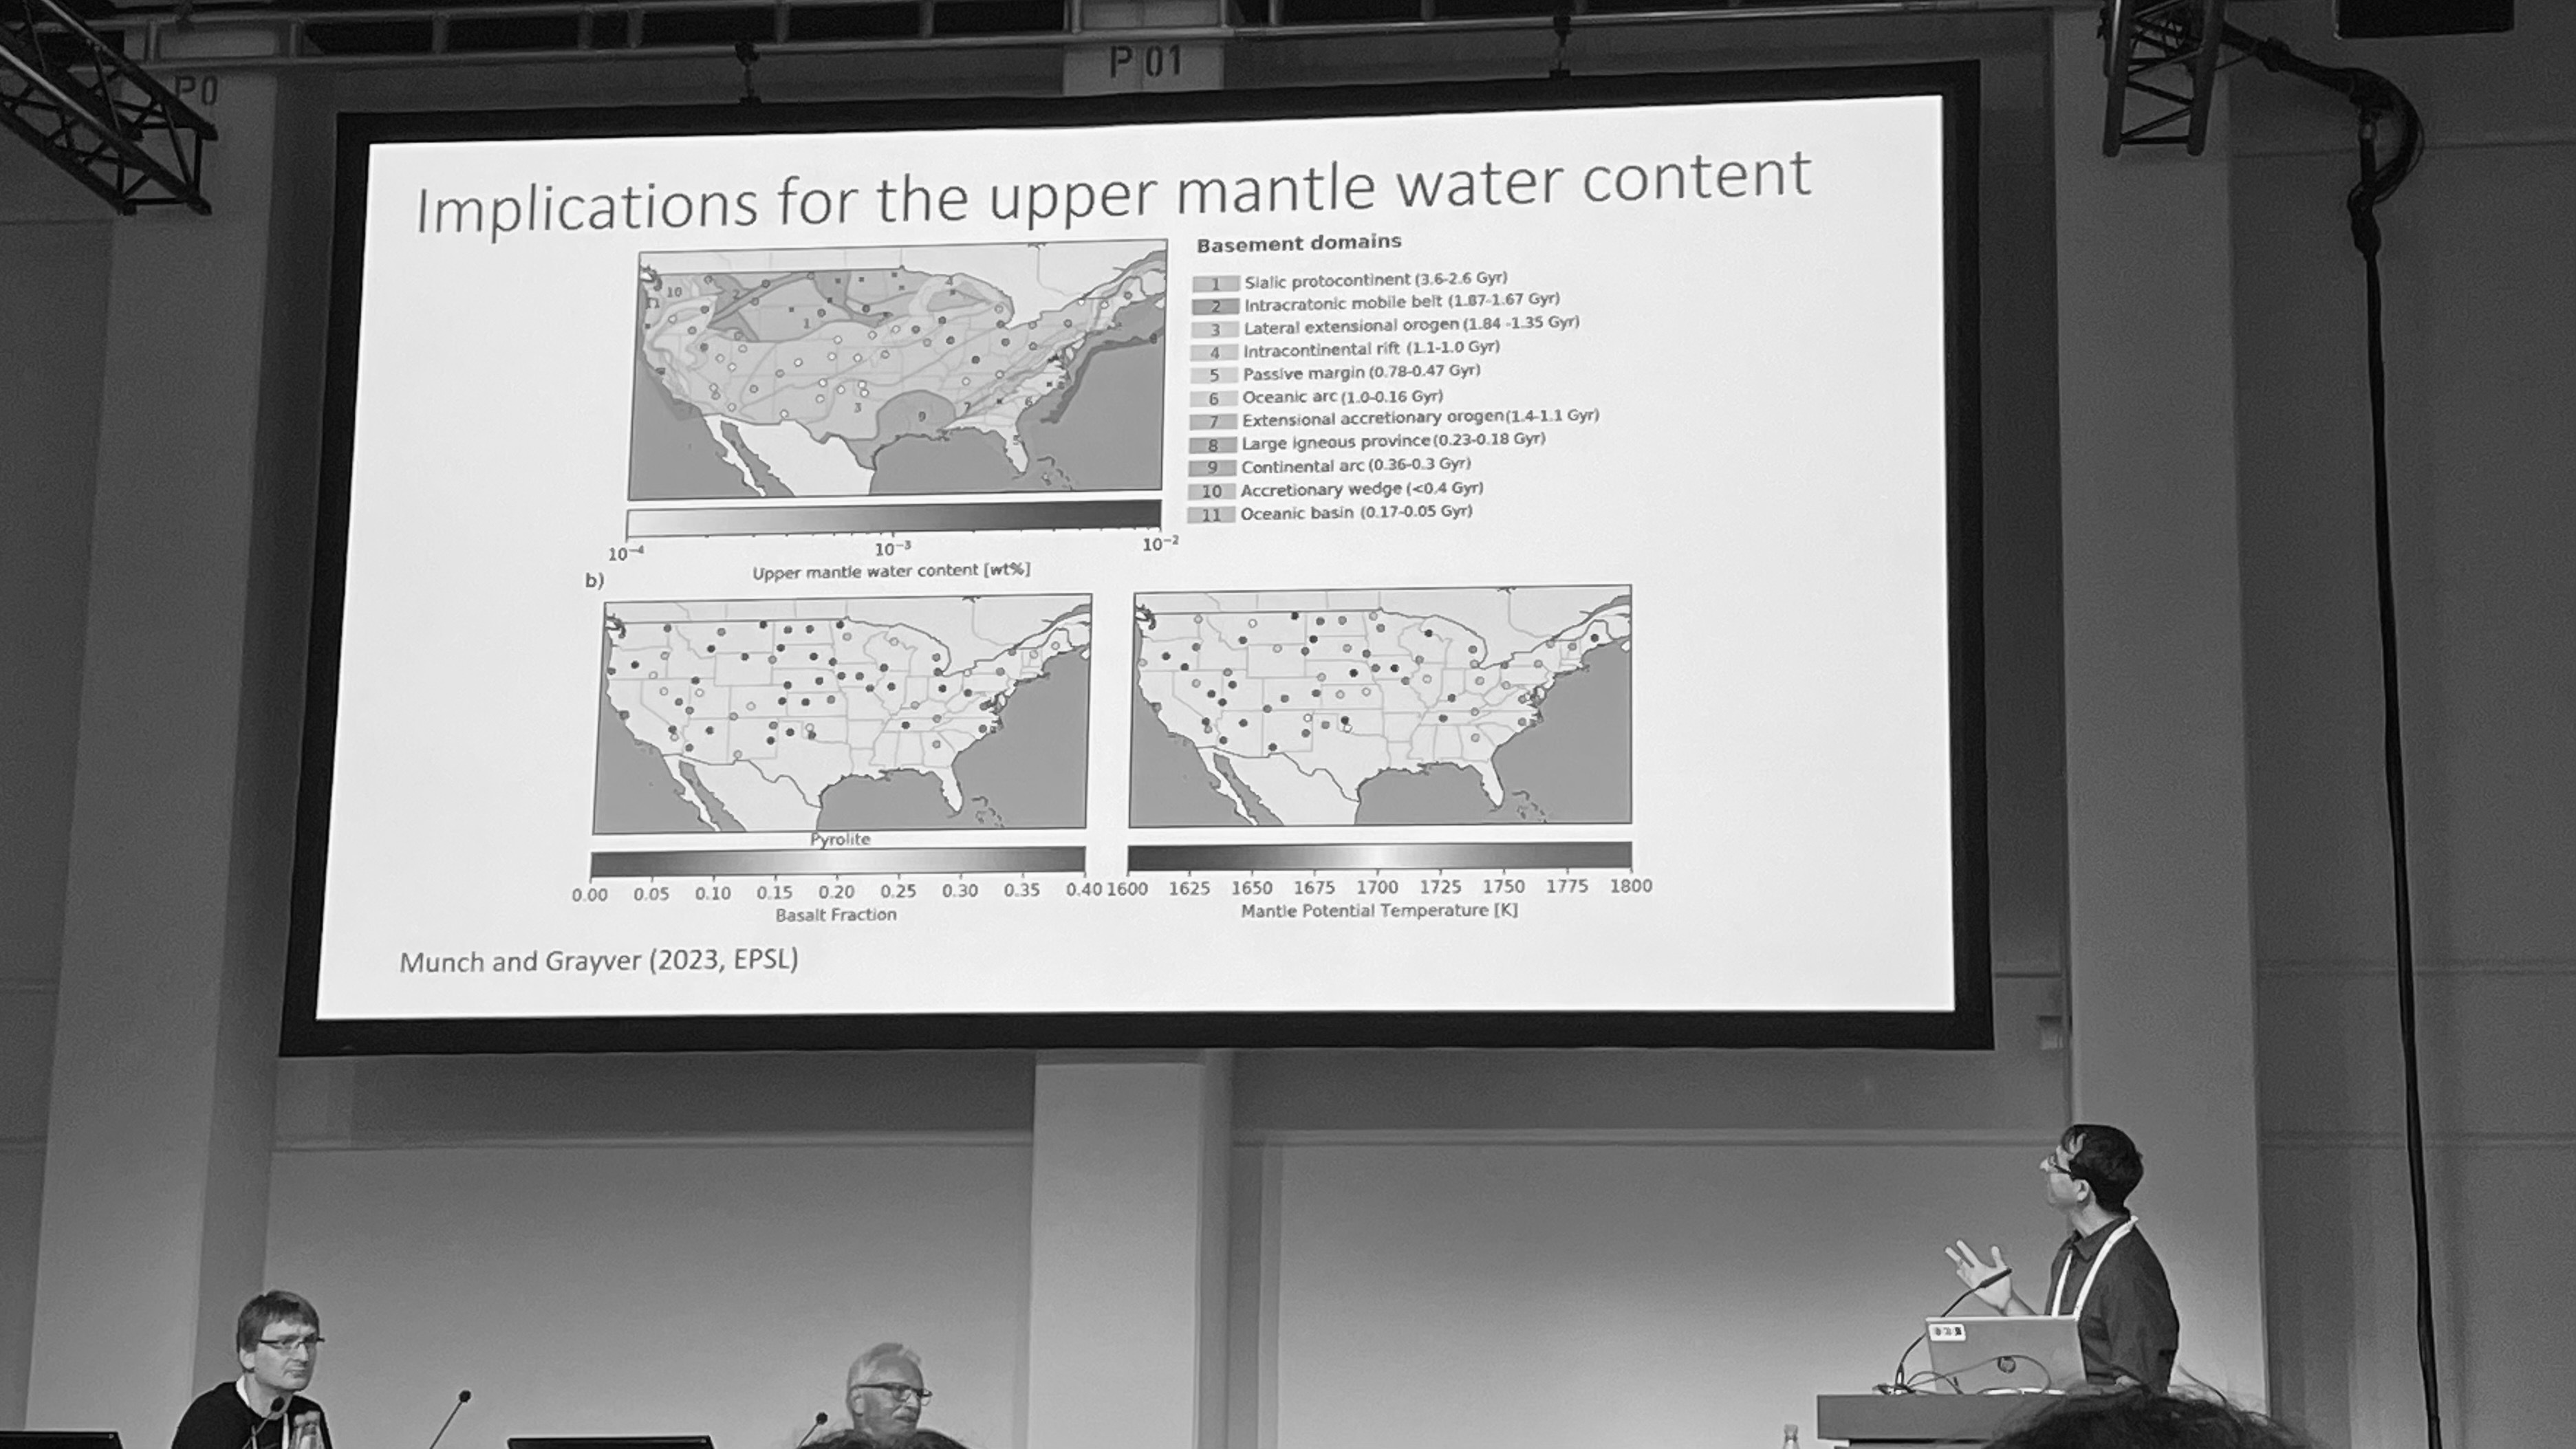 P0
P 01
Implications for the upper mantle water content
Basement domains
1 Sialic protocontinent (3.6-2.6 Gyr)
2 Intracratonic mobile belt (1.87-1.67 Gyr)
3 Lateral extensional orogen (1.84 -1.35 Gyr)
4 Intracontinental rift (1.1-1.0 Gyr)
5 Passive margin (0.78-0.47 Gyr)
6 Oceanic arc (1.0-0.16 Gyr)
7 Extensional accretionary orogen(1.4-1.1 Gyr)
8 Large igneous province(0.23-0.18 Gyr)
9 Continental arc (0.36-0.3 Gyr)
10 Accretionary wedge (<0.4 Gyr)
11 Oceanic basin (0.17-0.05 Gyr)
10
11
2
4
1
3
9
7
6
5
8
10⁻⁴ 10⁻³ 10⁻²
Upper mantle water content [wt%]
b)
Pyrolite
0.00 0.05 0.10 0.15 0.20 0.25 0.30 0.35 0.40
Basalt Fraction
1600 1625 1650 1675 1700 1725 1750 1775 1800
Mantle Potential Temperature [K]
Munch and Grayver (2023, EPSL)